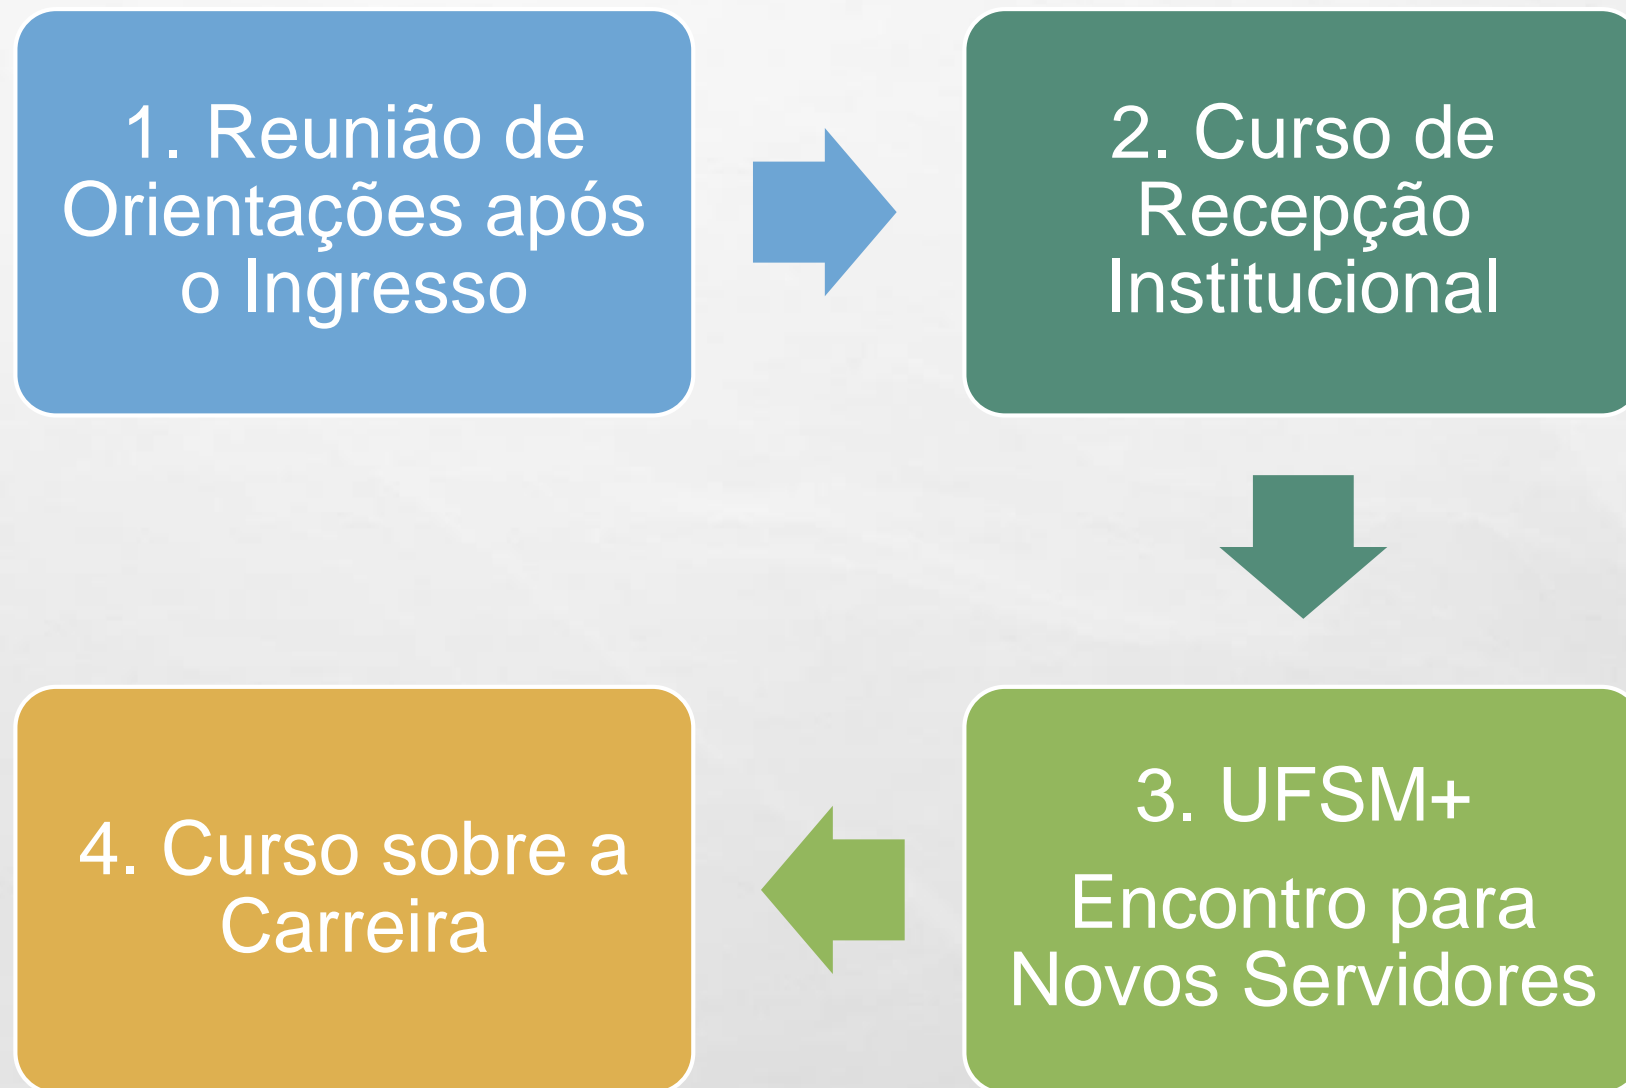 1. Reunião de
Orientações após
o Ingresso
2. Curso de
Recepção
Institucional
3. UFSM+
Encontro para
Novos Servidores
4. Curso sobre a
Carreira